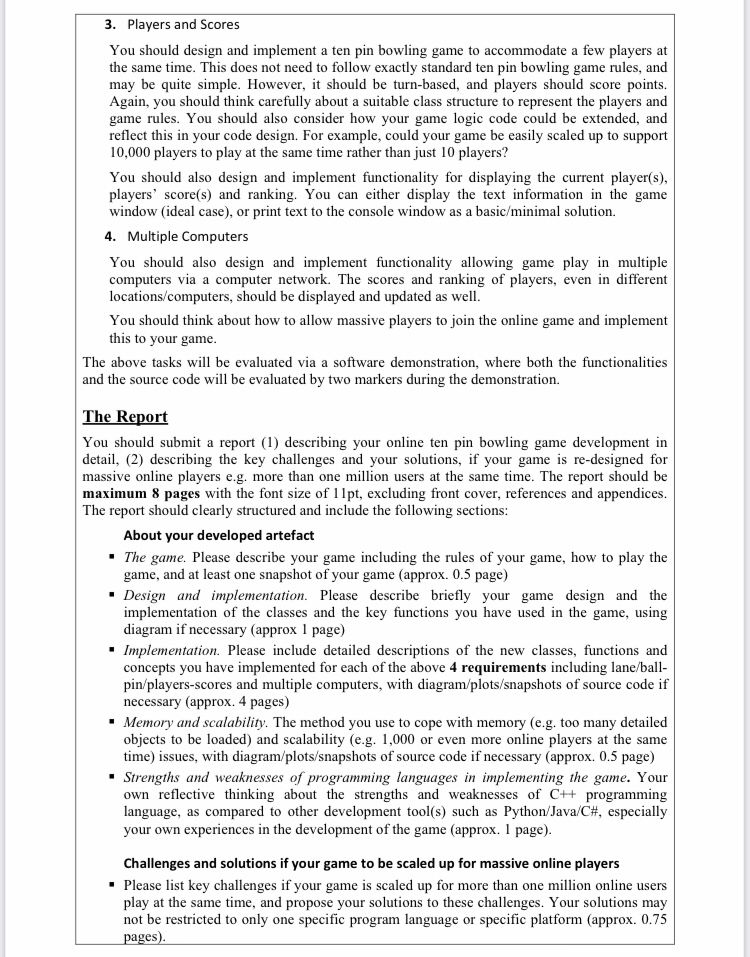 3. Players and Scores
You should design and implement a ten pin bowling game to accommodate a few players at
the same time. This does not need to follow exactly standard ten pin bowling game rules, and
may be quite simple. However, it should be turn-based, and players should score points.
Again, you should think carefully about a suitable class structure to represent the players and
game rules. You should also consider how your game logic code could be extended, and
reflect this in your code design. For example, could your game be easily scaled up to support
10,000 players to play at the same time rather than just 10 players?
You should also design and implement functionality for displaying the current player(s),
players’ score(s) and ranking. You can either display the text information in the game
window (ideal case), or print text to the console window as a basic/minimal solution.
4. Multiple Computers
You should also design and implement functionality allowing game play in multiple
computers via a computer network. The scores and ranking of players, even in different
locations/computers, should be displayed and updated as well.
You should think about how to allow massive players to join the online game and implement
this to your game.
The above tasks will be evaluated via a software demonstration, where both the functionalities
and the source code will be evaluated by two markers during the demonstration.
The Report
You should submit a report (1) describing your online ten pin bowling game development in
detail, (2) describing the key challenges and your solutions, if your game is re-designed for
massive online players e.g. more than one million users at the same time. The report should be
maximum 8 pages with the font size of 11pt, excluding front cover, references and appendices.
The report should clearly structured and include the following sections:
About your developed artefact
▪ The game. Please describe your game including the rules of your game, how to play the
game, and at least one snapshot of your game (approx. 0.5 page)
▪ Design and implementation. Please describe briefly your game design and the
implementation of the classes and the key functions you have used in the game, using
diagram if necessary (approx 1 page)
▪ Implementation. Please include detailed descriptions of the new classes, functions and
concepts you have implemented for each of the above 4 requirements including lane/ball-
pin/players-scores and multiple computers, with diagram/plots/snapshots of source code if
necessary (approx. 4 pages)
▪ Memory and scalability. The method you use to cope with memory (e.g. too many detailed
objects to be loaded) and scalability (e.g. 1,000 or even more online players at the same
time) issues, with diagram/plots/snapshots of source code if necessary (approx. 0.5 page)
▪ Strengths and weaknesses of programming languages in implementing the game. Your
own reflective thinking about the strengths and weaknesses of C++ programming
language, as compared to other development tool(s) such as Python/Java/C#, especially
your own experiences in the development of the game (approx. 1 page).
Challenges and solutions if your game to be scaled up for massive online players
▪ Please list key challenges if your game is scaled up for more than one million online users
play at the same time, and propose your solutions to these challenges. Your solutions may
not be restricted to only one specific program language or specific platform (approx. 0.75
pages).